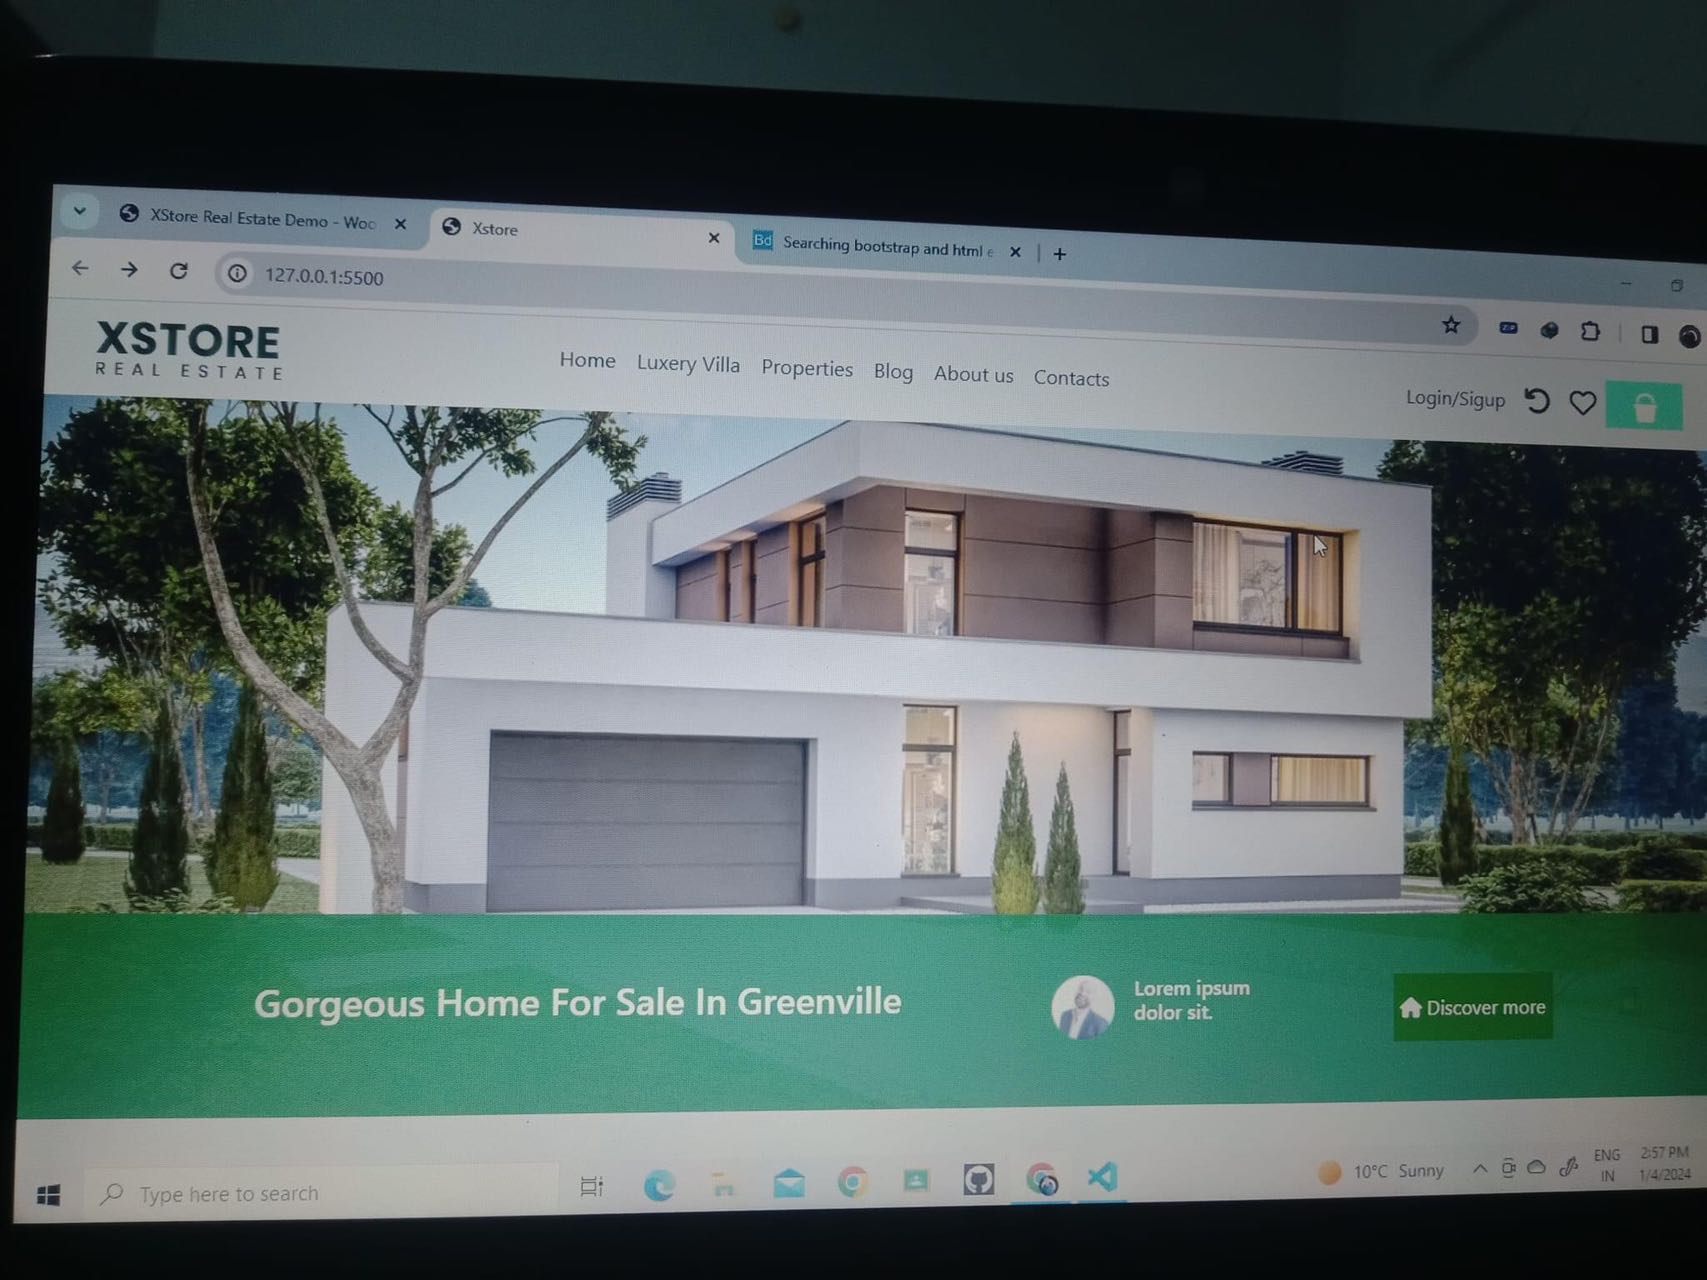 XStore Real Estate Demo - Woo
Xstore
Bd Searching bootstrap and html e
127.0.0.1:5500
XSTORE
REAL ESTATE
Home Luxery Villa Properties Blog About us Contacts
Login/Sigup
Gorgeous Home For Sale In Greenville
Lorem ipsum
dolor sit.
Discover more
Type here to search
10°C Sunny
ENG
IN
2:57 PM
1/4/2024